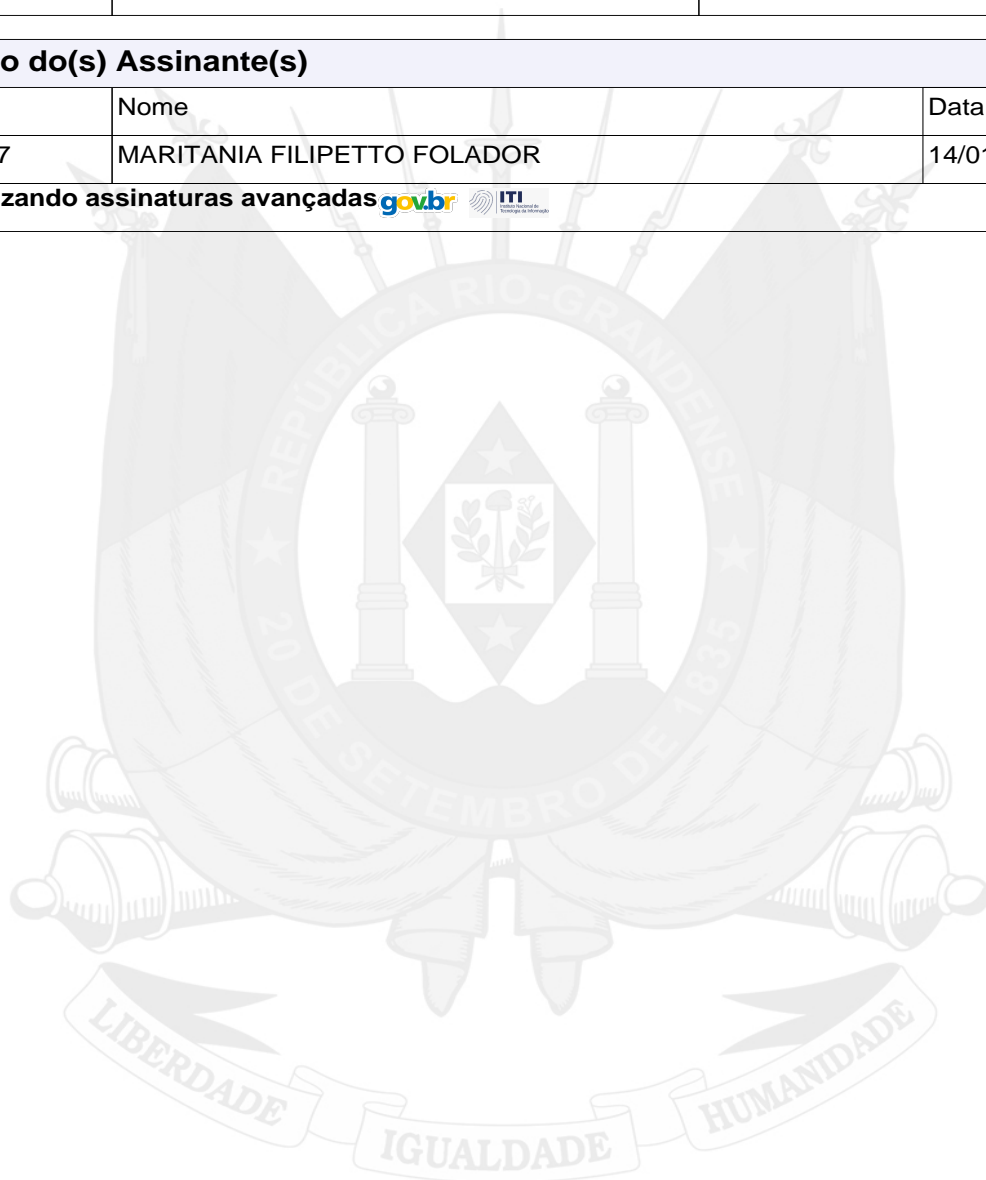 o do(s) Assinante(s)
Nome Data
7 MARITANIA FILIPETTO FOLADOR 14/01
zando assinaturas avançadas gov.br ITI
REPÚBLICA RIO-GRANDENSE
20 DE SETEMBRO DE 1835
LIBERDADE IGUALDADE HUMANIDADE